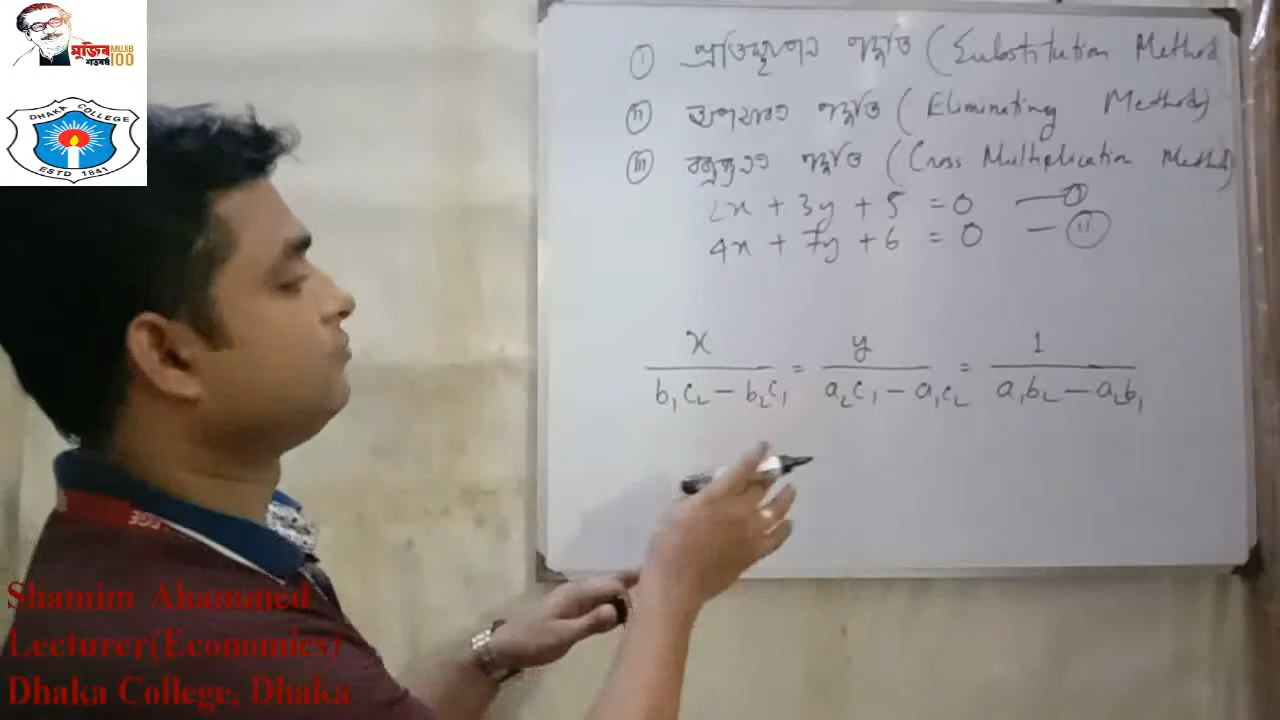 মুজিব MUJIB
শতবর্ষ 100
DHAKA COLLEGE
ESTD 1841
i প্রতিস্থাপন পদ্ধতি (Substitution Method
ii অপনয়ন পদ্ধতি (Eliminating Methods)
iii বজ্রগুণন পদ্ধতি (Cross Multiplication Method)
2x + 3y + 5 = 0 — i
4x + 7y + 6 = 0 — ii
x / (b₁c₂ − b₂c₁) = y / (a₂c₁ − a₁c₂) = 1 / (a₁b₂ − a₂b₁)
Shamim Ahammed
Lecturer(Economics)
Dhaka College, Dhaka